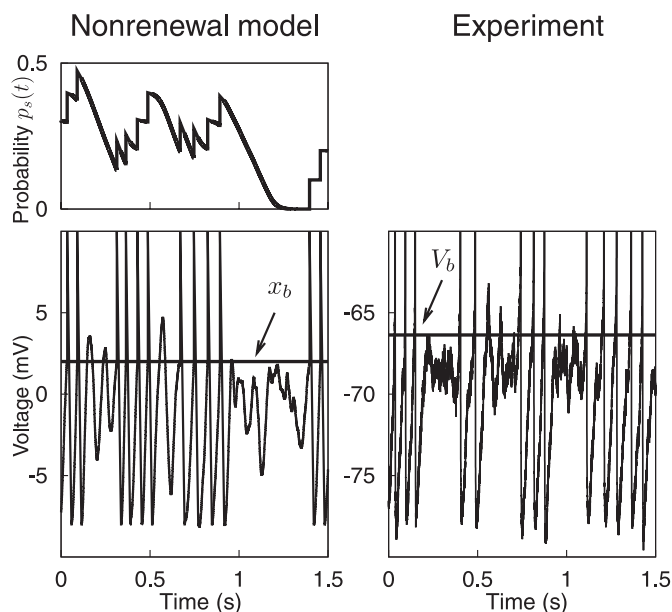 Nonrenewal model
Experiment
Probability p_s(t)
0.5
0
Voltage (mV)
5
0
-5
x_b
0 0.5 1 1.5
Time (s)
-65
-70
-75
V_b
0 0.5 1 1.5
Time (s)